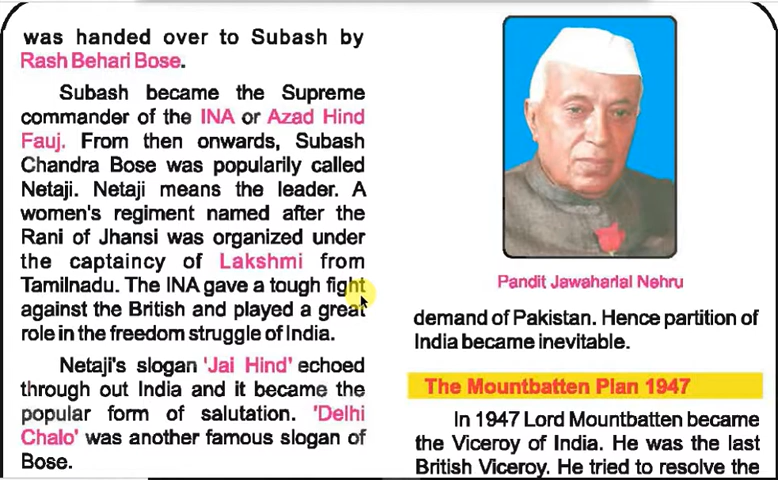 was handed over to Subash by
Rash Behari Bose.
Subash became the Supreme
commander of the INA or Azad Hind
Fauj. From then onwards, Subash
Chandra Bose was popularily called
Netaji. Netaji means the leader. A
women's regiment named after the
Rani of Jhansi was organized under
the captaincy of Lakshmi from
Tamilnadu. The INA gave a tough fight
against the British and played a great
role in the freedom struggle of India.
Netaji's slogan 'Jai Hind' echoed
through out India and it became the
popular form of salutation. 'Delhi
Chalo' was another famous slogan of
Bose.
Pandit Jawaharlal Nehru
demand of Pakistan. Hence partition of
India became inevitable.
The Mountbatten Plan 1947
In 1947 Lord Mountbatten became
the Viceroy of India. He was the last
British Viceroy. He tried to resolve the